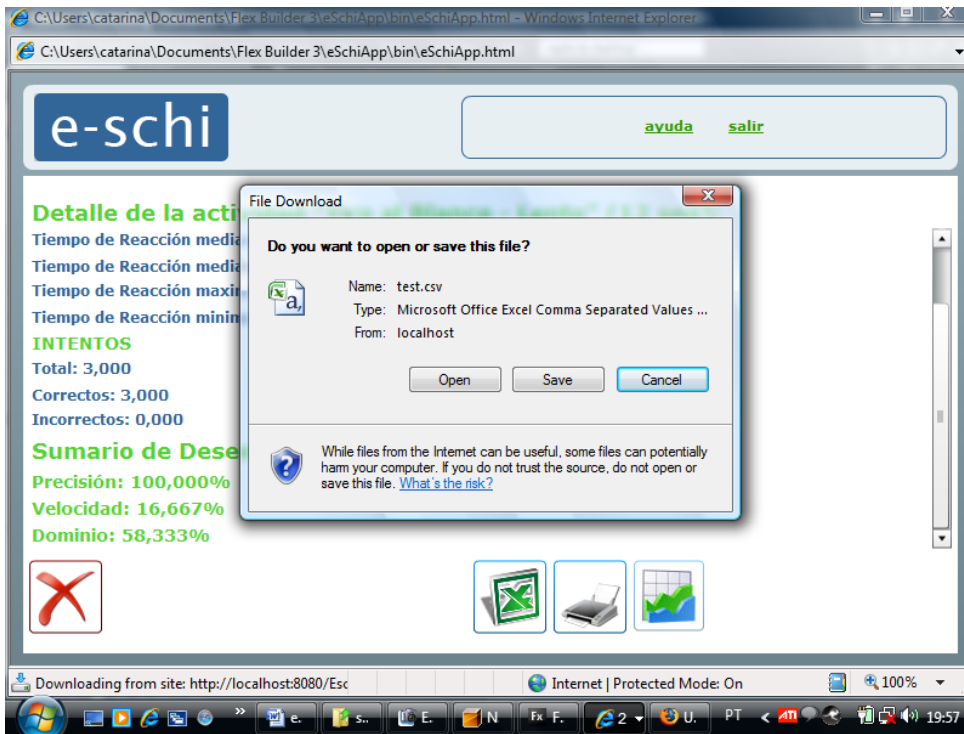 C:\Users\catarina\Documents\Flex Builder 3\eSchiApp\bin\eSchiApp.html - Windows Internet Explorer
C:\Users\catarina\Documents\Flex Builder 3\eSchiApp\bin\eSchiApp.html
e-schi
ayuda salir
Detalle de la acti
Tiempo de Reacción media
Tiempo de Reacción media
Tiempo de Reacción maxim
Tiempo de Reacción minim
INTENTOS
Total: 3,000
Correctos: 3,000
Incorrectos: 0,000
Sumario de Dese
Precisión: 100,000%
Velocidad: 16,667%
Dominio: 58,333%
File Download
Do you want to open or save this file?
Name: test.csv
Type: Microsoft Office Excel Comma Separated Values ...
From: localhost
Open Save Cancel
While files from the Internet can be useful, some files can potentially
harm your computer. If you do not trust the source, do not open or
save this file. What's the risk?
Downloading from site: http://localhost:8080/Esc
Internet | Protected Mode: On
100%
e. s.. E. N F. 2 U. PT ATI 19:57